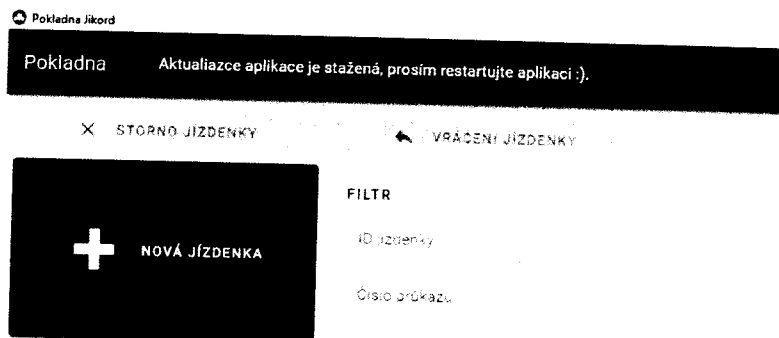 Pokladna Jikord
Pokladna
Aktualiazce aplikace je stažená, prosím restartujte aplikaci :).
STORNO JÍZDENKY
VRÁCENÍ JÍZDENKY
NOVÁ JÍZDENKA
FILTR
ID jízdenky
Číslo průkazu